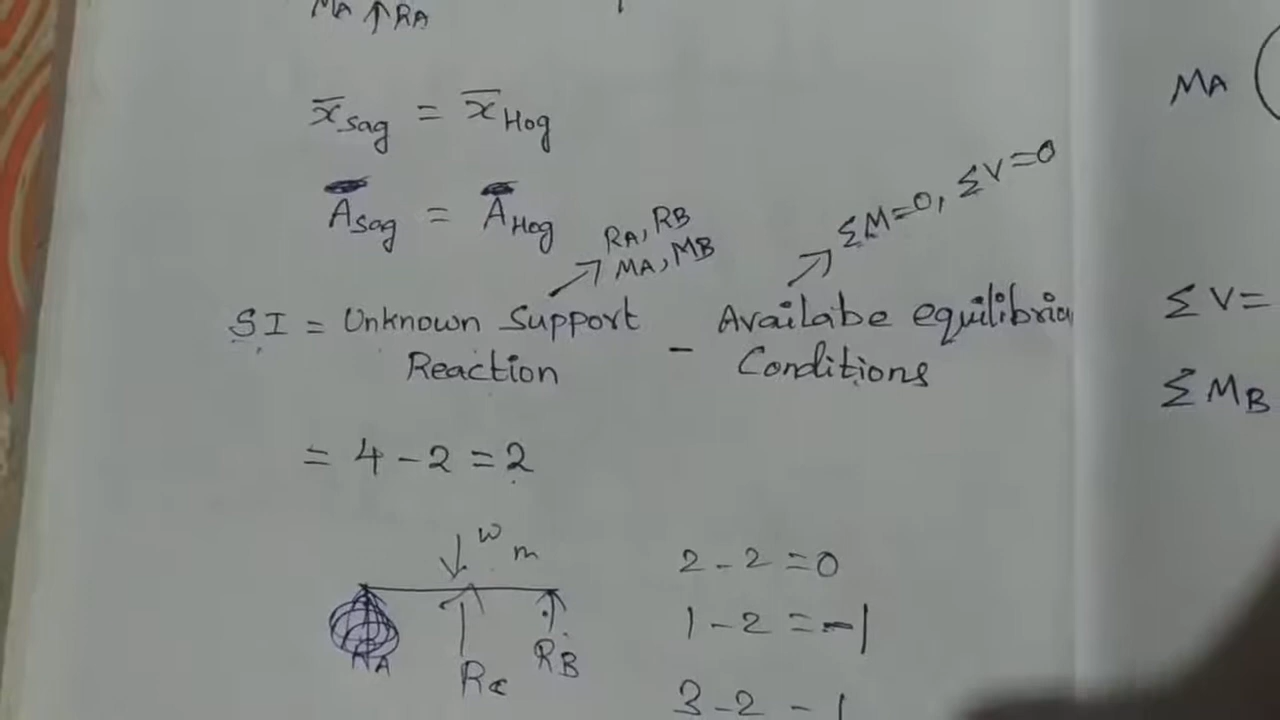 MA ↑ RA
x̄Sag = x̄Hog
ĀSag = ĀHog
RA, RB
MA, MB
ΣM=0, ΣV=0
SI = Unknown Support Reaction - Availabe equilibriu Conditions
= 4 - 2 = 2
w m
RA RC RB
2 - 2 = 0
1 - 2 = -1
3 - 2 - 1
MA (
ΣV =
ΣMB